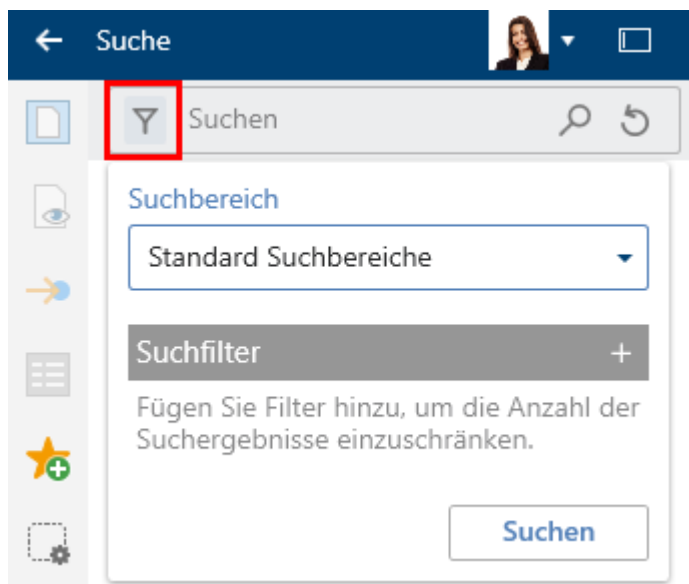 Suche
Suchen
Suchbereich
Standard Suchbereiche
Suchfilter
Fügen Sie Filter hinzu, um die Anzahl der
Suchergebnisse einzuschränken.
Suchen